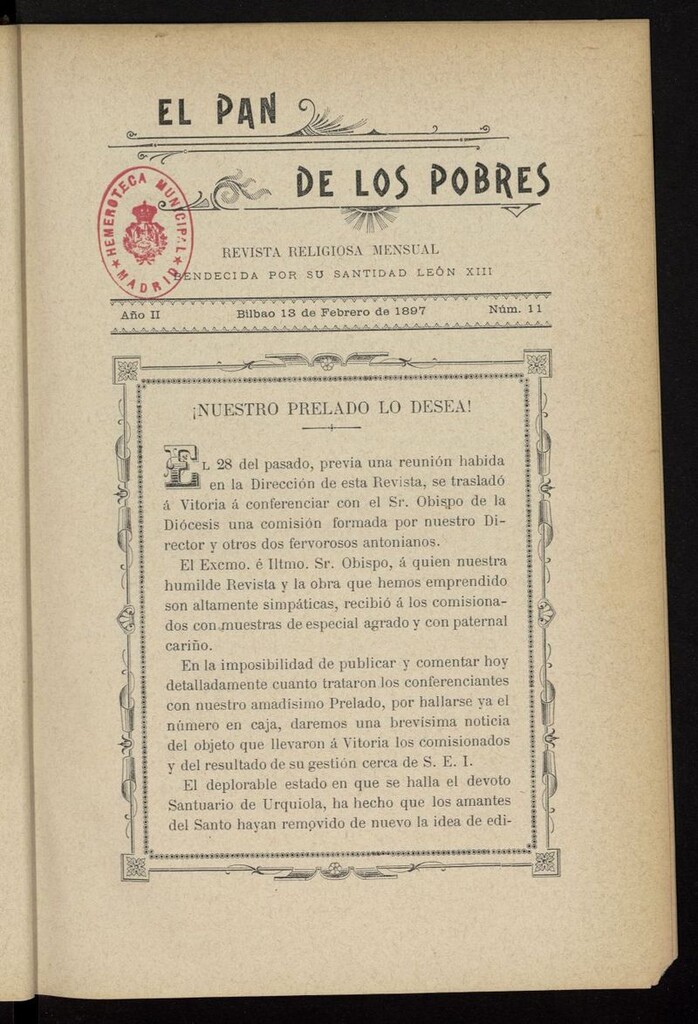 EL PAN
DE LOS POBRES
HEMEROTECA MUNICIPAL
★ MADRID ★
REVISTA RELIGIOSA MENSUAL
BENDECIDA POR SU SANTIDAD LEÓN XIII
Año II Bilbao 13 de Febrero de 1897 Núm. 11
¡NUESTRO PRELADO LO DESEA!
EL 28 del pasado, previa una reunión habida
en la Dirección de esta Revista, se trasladó
á Vitoria á conferenciar con el Sr. Obispo de la
Diócesis una comisión formada por nuestro Di-
rector y otros dos fervorosos antonianos.
El Excmo. é Iltmo. Sr. Obispo, á quien nuestra
humilde Revista y la obra que hemos emprendido
son altamente simpáticas, recibió á los comisiona-
dos con muestras de especial agrado y con paternal
cariño.
En la imposibilidad de publicar y comentar hoy
detalladamente cuanto trataron los conferenciantes
con nuestro amadisimo Prelado, por hallarse ya el
número en caja, daremos una brevisima noticia
del objeto que llevaron á Vitoria los comisionados
y del resultado de su gestión cerca de S. E. I.
El deplorable estado en que se halla el devoto
Santuario de Urquiola, ha hecho que los amantes
del Santo hayan removido de nuevo la idea de edi-